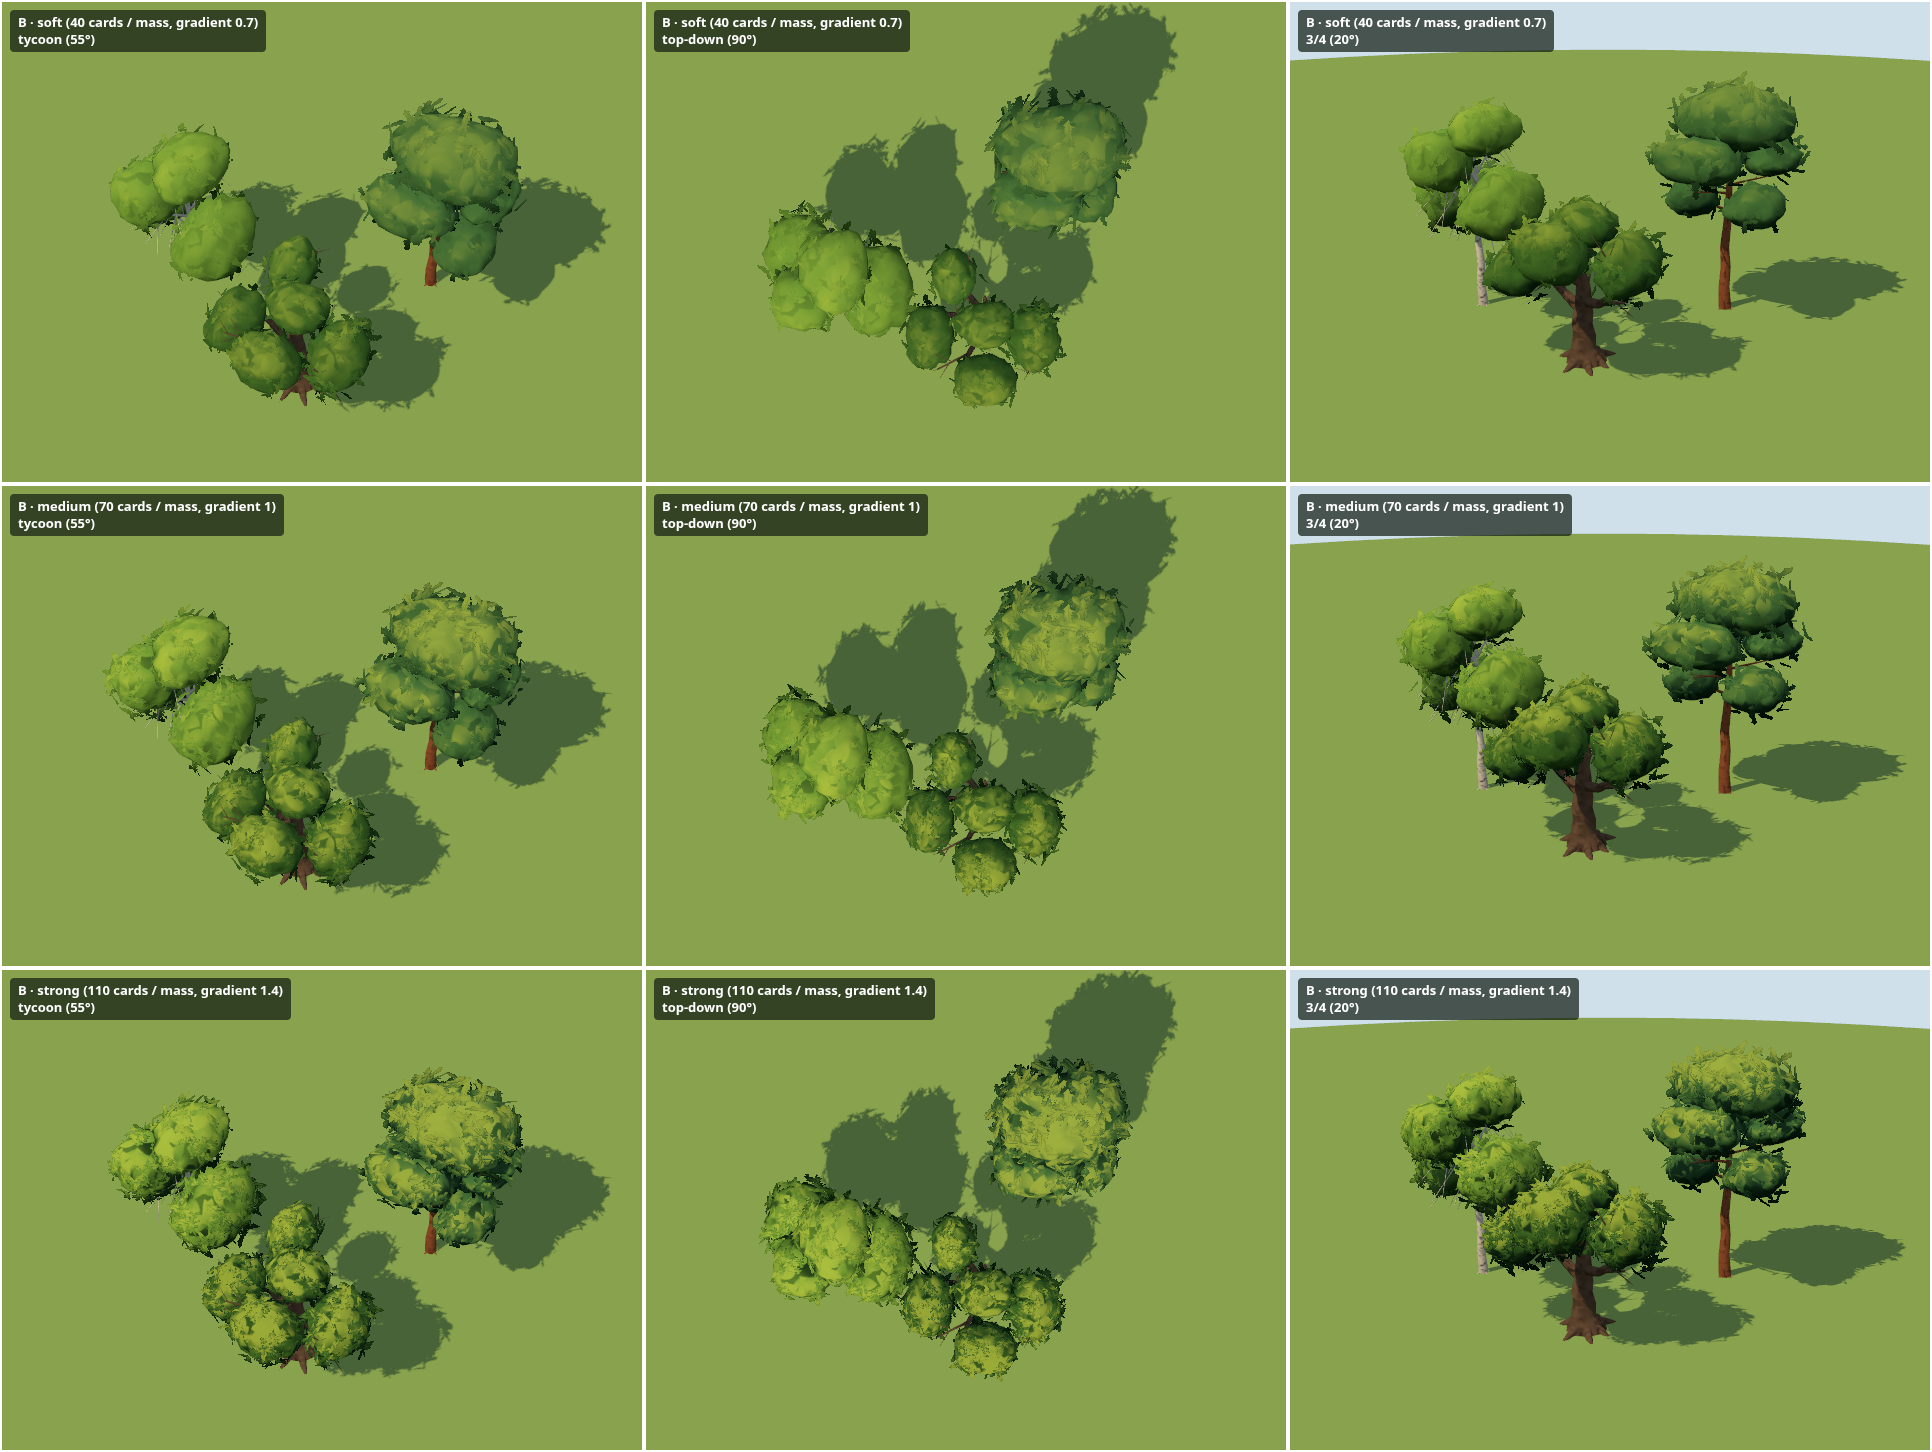 B · soft (40 cards / mass, gradient 0.7)
tycoon (55°)
B · soft (40 cards / mass, gradient 0.7)
top-down (90°)
B · soft (40 cards / mass, gradient 0.7)
3/4 (20°)
B · medium (70 cards / mass, gradient 1)
tycoon (55°)
B · medium (70 cards / mass, gradient 1)
top-down (90°)
B · medium (70 cards / mass, gradient 1)
3/4 (20°)
B · strong (110 cards / mass, gradient 1.4)
tycoon (55°)
B · strong (110 cards / mass, gradient 1.4)
top-down (90°)
B · strong (110 cards / mass, gradient 1.4)
3/4 (20°)